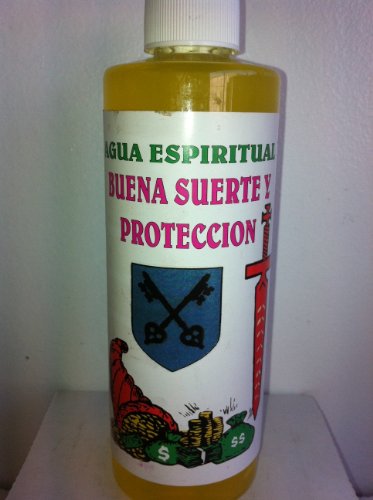 AGUA ESPIRITUAL
BUENA SUERTE Y
PROTECCION
$
$$